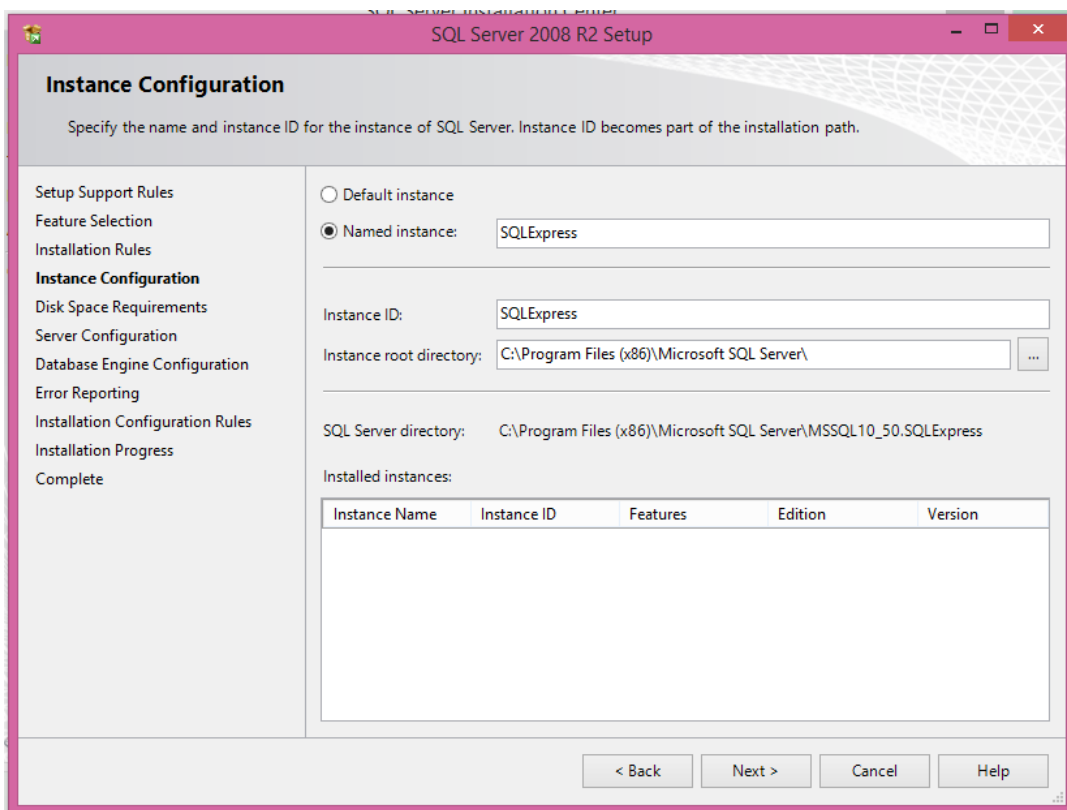 SQL Server Installation Center
SQL Server 2008 R2 Setup
Instance Configuration
Specify the name and instance ID for the instance of SQL Server. Instance ID becomes part of the installation path.
Setup Support Rules
Feature Selection
Installation Rules
Instance Configuration
Disk Space Requirements
Server Configuration
Database Engine Configuration
Error Reporting
Installation Configuration Rules
Installation Progress
Complete
Default instance
Named instance: SQLExpress
Instance ID: SQLExpress
Instance root directory: C:\Program Files (x86)\Microsoft SQL Server\ ...
SQL Server directory: C:\Program Files (x86)\Microsoft SQL Server\MSSQL10_50.SQLExpress
Installed instances:
Instance Name Instance ID Features Edition Version
< Back Next > Cancel Help